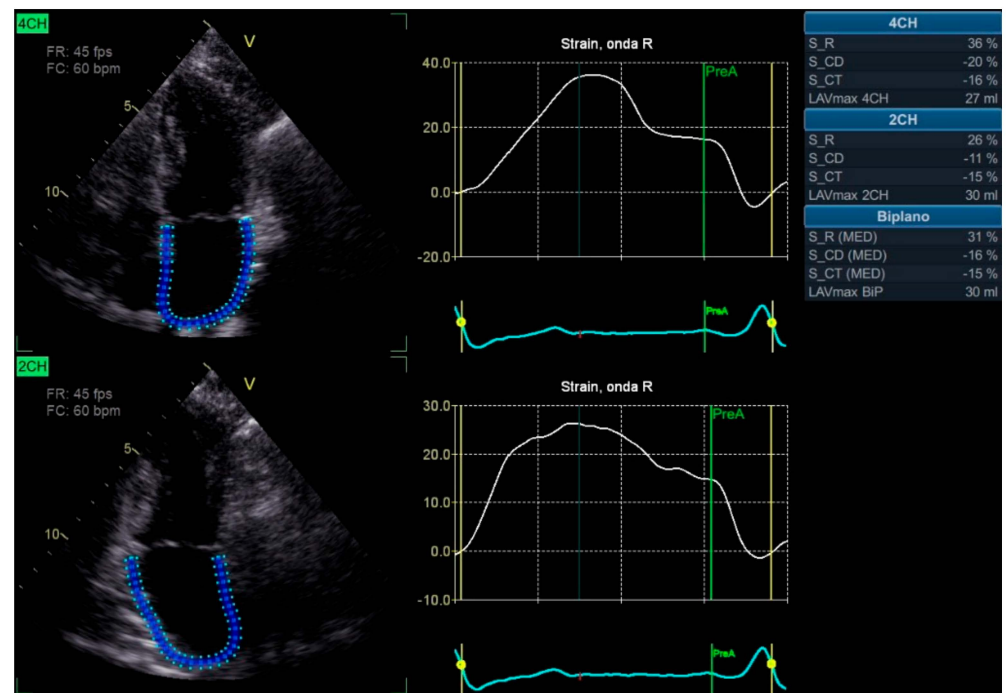 4CH
V
FR: 45 fps
FC: 60 bpm
5
10
Strain, onda R
40.0
20.0
0.0
-20.0
PreA
PreA
4CH
S_R 36 %
S_CD -20 %
S_CT -16 %
LAVmax 4CH 27 ml
2CH
S_R 26 %
S_CD -11 %
S_CT -15 %
LAVmax 2CH 30 ml
Biplano
S_R (MED) 31 %
S_CD (MED) -16 %
S_CT (MED) -15 %
LAVmax BiP 30 ml
2CH
V
FR: 45 fps
FC: 60 bpm
5
10
Strain, onda R
30.0
20.0
10.0
0.0
-10.0
PreA
PreA